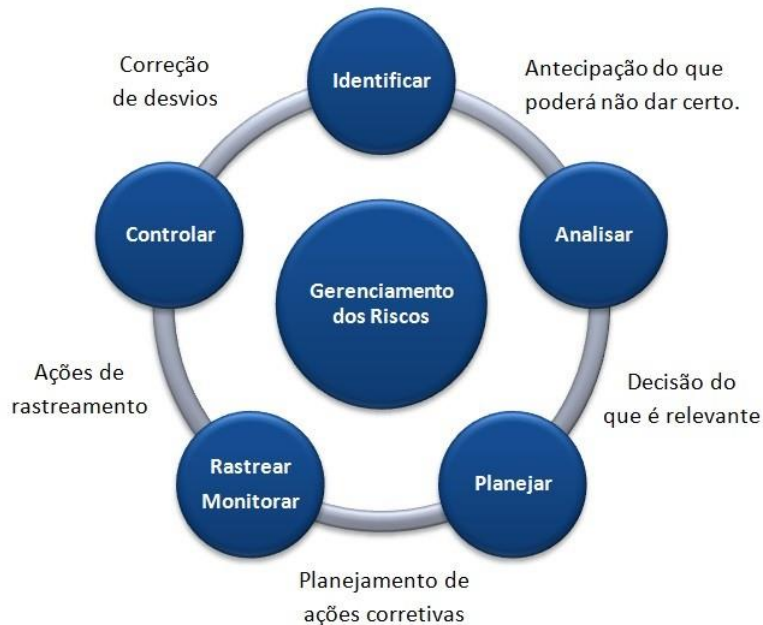 Identificar
Antecipação do que
poderá não dar certo.
Analisar
Decisão do
que é relevante
Planejar
Planejamento de
ações corretivas
Rastrear
Monitorar
Ações de
rastreamento
Controlar
Correção
de desvios
Gerenciamento
dos Riscos